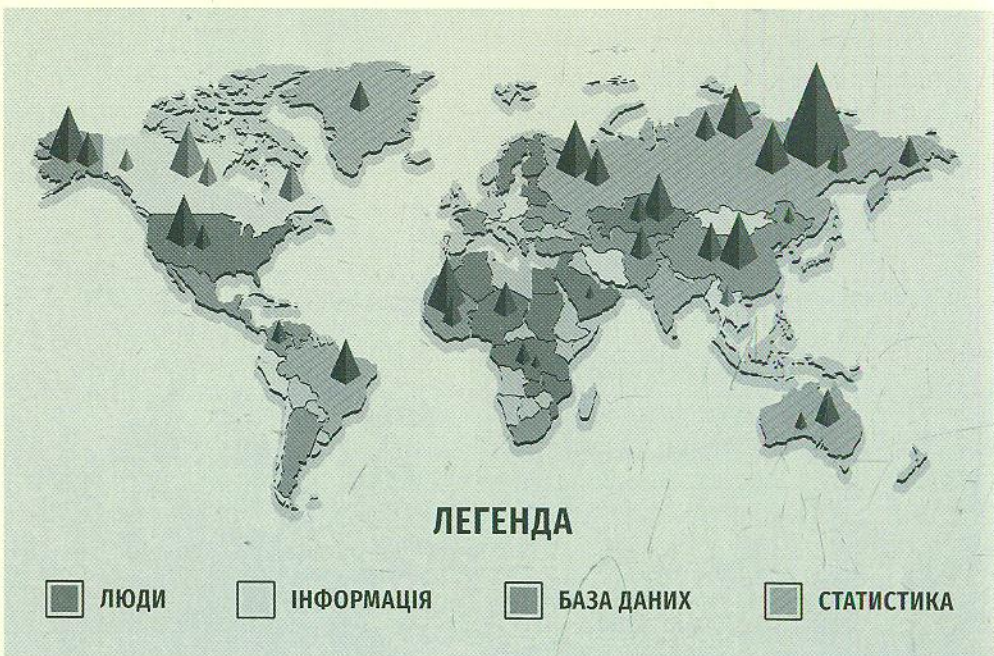 ЛЕГЕНДА
ЛЮДИ
ІНФОРМАЦІЯ
БАЗА ДАНИХ
СТАТИСТИКА